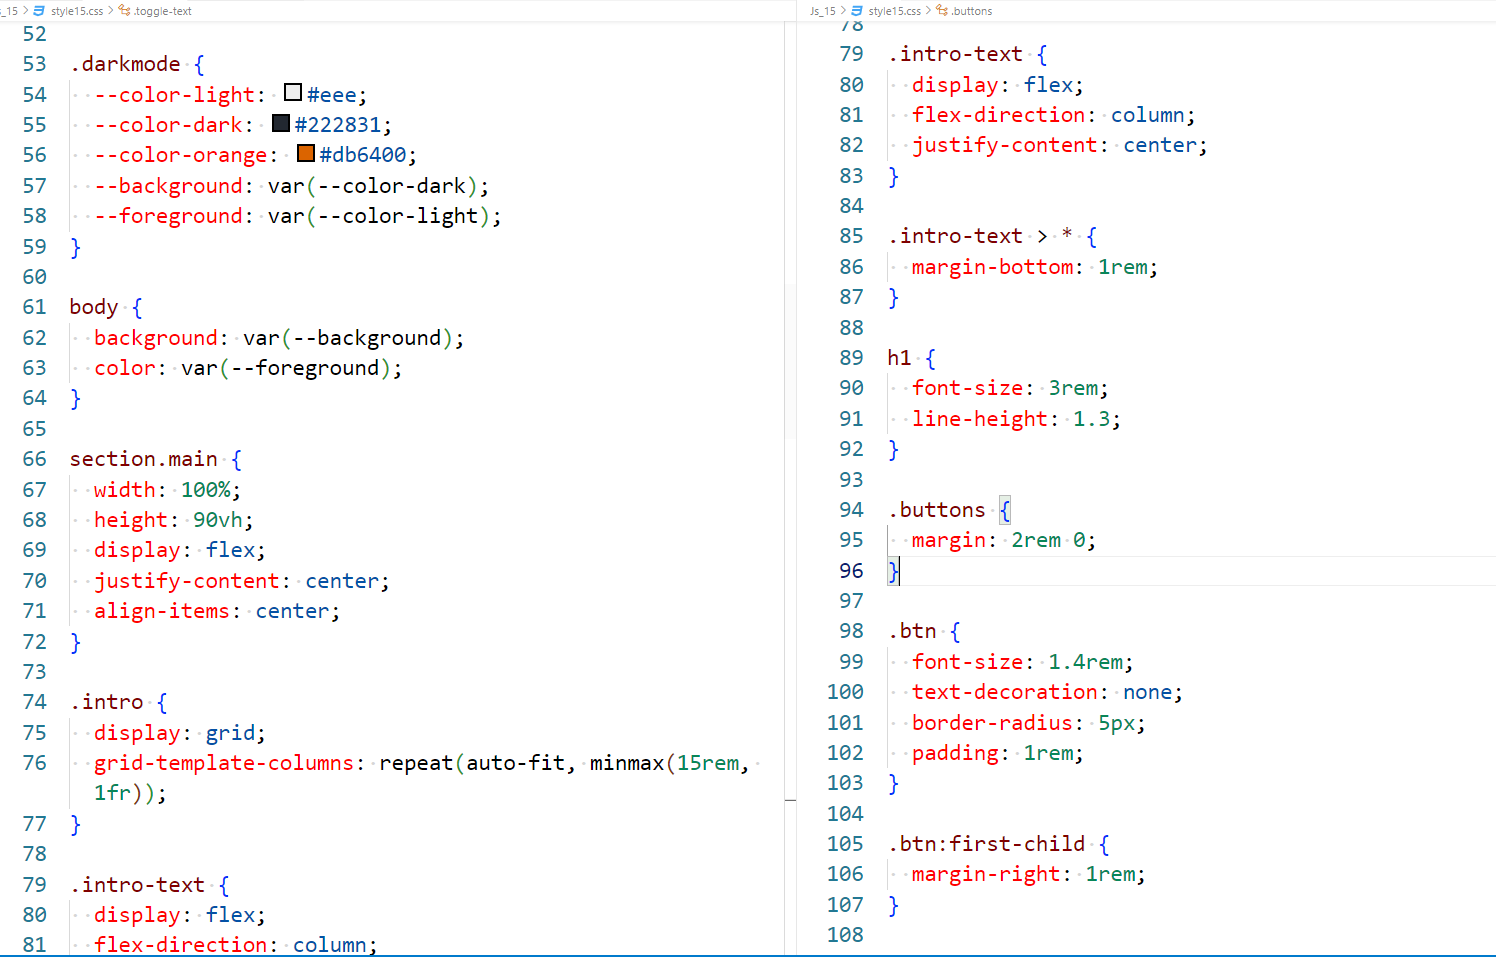 _15 > style15.css > .toggle-text
52
53 .darkmode {
54 --color-light: #eee;
55 --color-dark: #222831;
56 --color-orange: #db6400;
57 --background: var(--color-dark);
58 --foreground: var(--color-light);
59 }
60
61 body {
62 background: var(--background);
63 color: var(--foreground);
64 }
65
66 section.main {
67 width: 100%;
68 height: 90vh;
69 display: flex;
70 justify-content: center;
71 align-items: center;
72 }
73
74 .intro {
75 display: grid;
76 grid-template-columns: repeat(auto-fit, minmax(15rem,
1fr));
77 }
78
79 .intro-text {
80 display: flex;
81 flex-direction: column;
Js_15 > style15.css > .buttons
78
79 .intro-text {
80 display: flex;
81 flex-direction: column;
82 justify-content: center;
83 }
84
85 .intro-text > * {
86 margin-bottom: 1rem;
87 }
88
89 h1 {
90 font-size: 3rem;
91 line-height: 1.3;
92 }
93
94 .buttons {
95 margin: 2rem 0;
96 }
97
98 .btn {
99 font-size: 1.4rem;
100 text-decoration: none;
101 border-radius: 5px;
102 padding: 1rem;
103 }
104
105 .btn:first-child {
106 margin-right: 1rem;
107 }
108